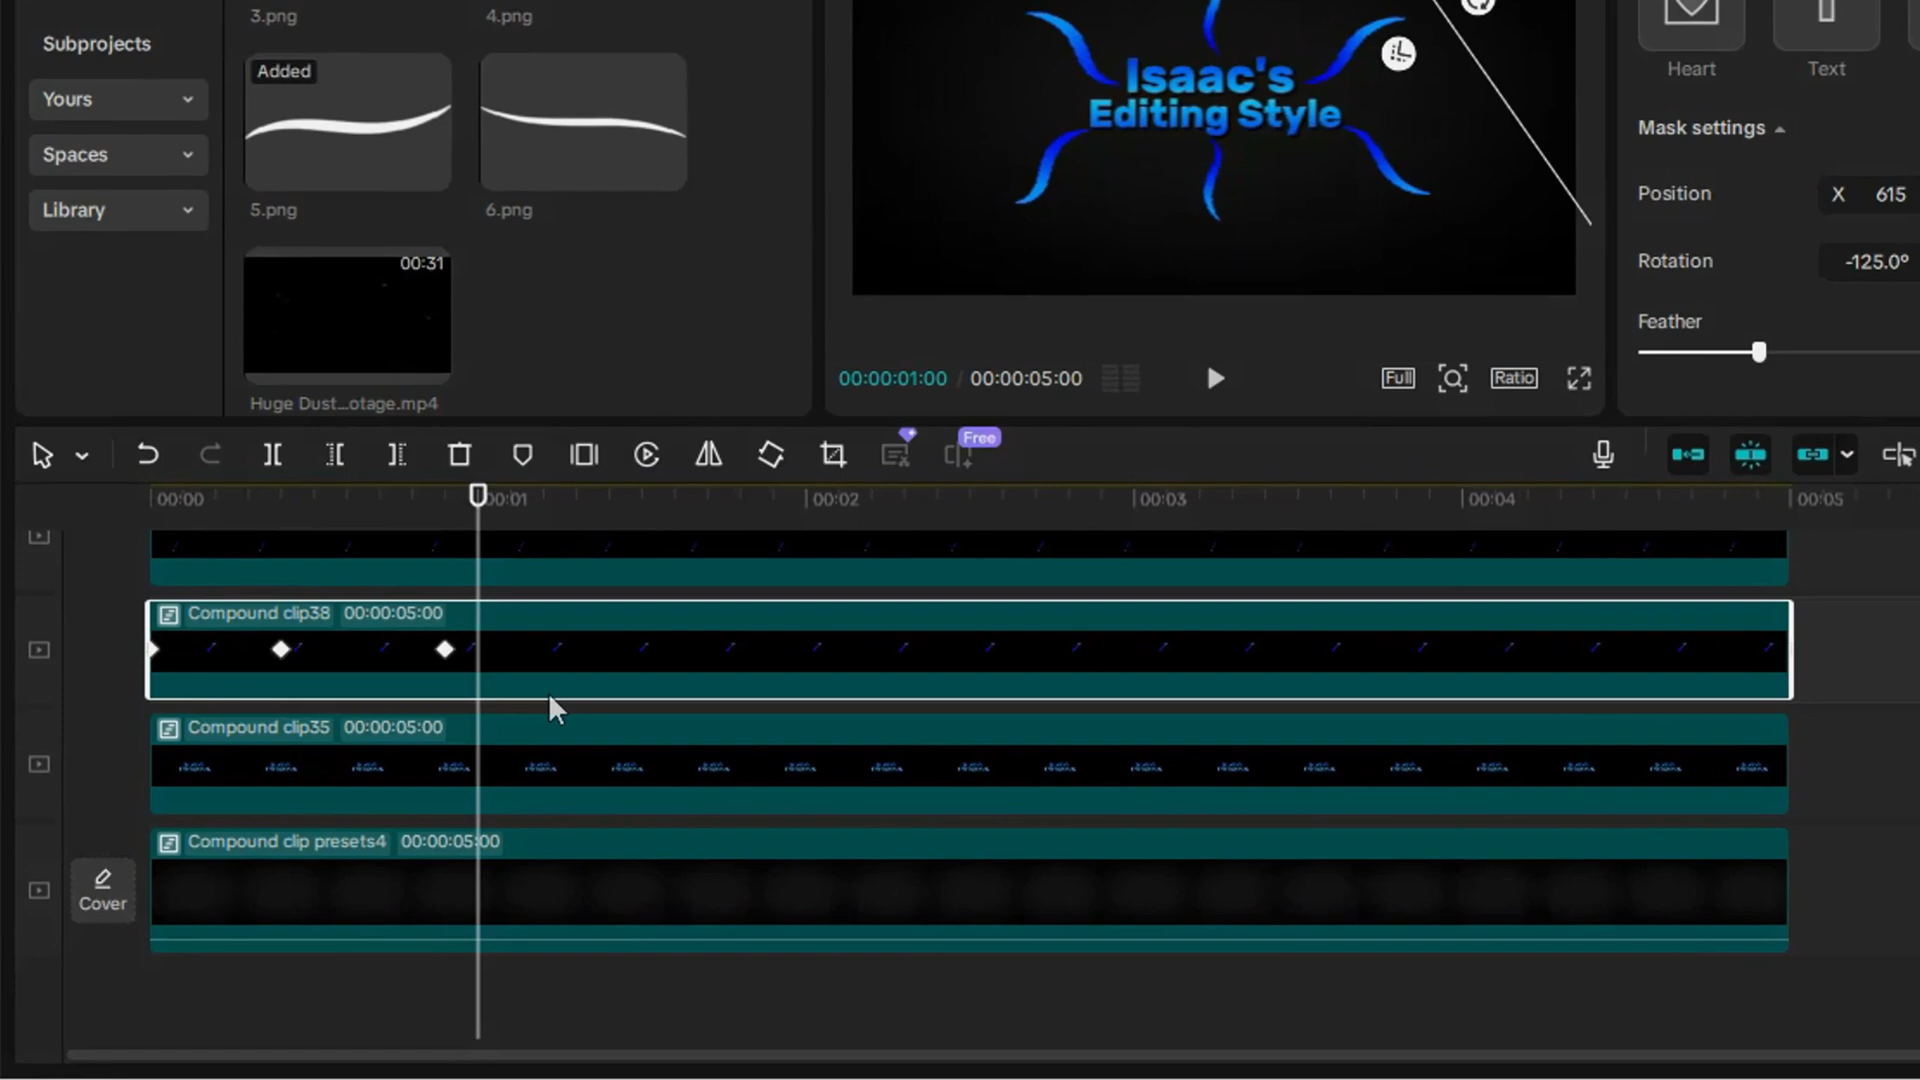 Subprojects
Yours
Spaces
Library
3.png
4.png
Added
5.png
6.png
00:31
Huge Dust...otage.mp4
Isaac's
Editing Style
00:00:01:00 / 00:00:05:00
Full
Ratio
Heart
Text
Mask settings
Position
X 615
Rotation
-125.0°
Feather
Free
00:00
00:01
00:02
00:03
00:04
00:05
Compound clip38 00:00:05:00
Compound clip35 00:00:05:00
Compound clip presets4 00:00:05:00
Cover